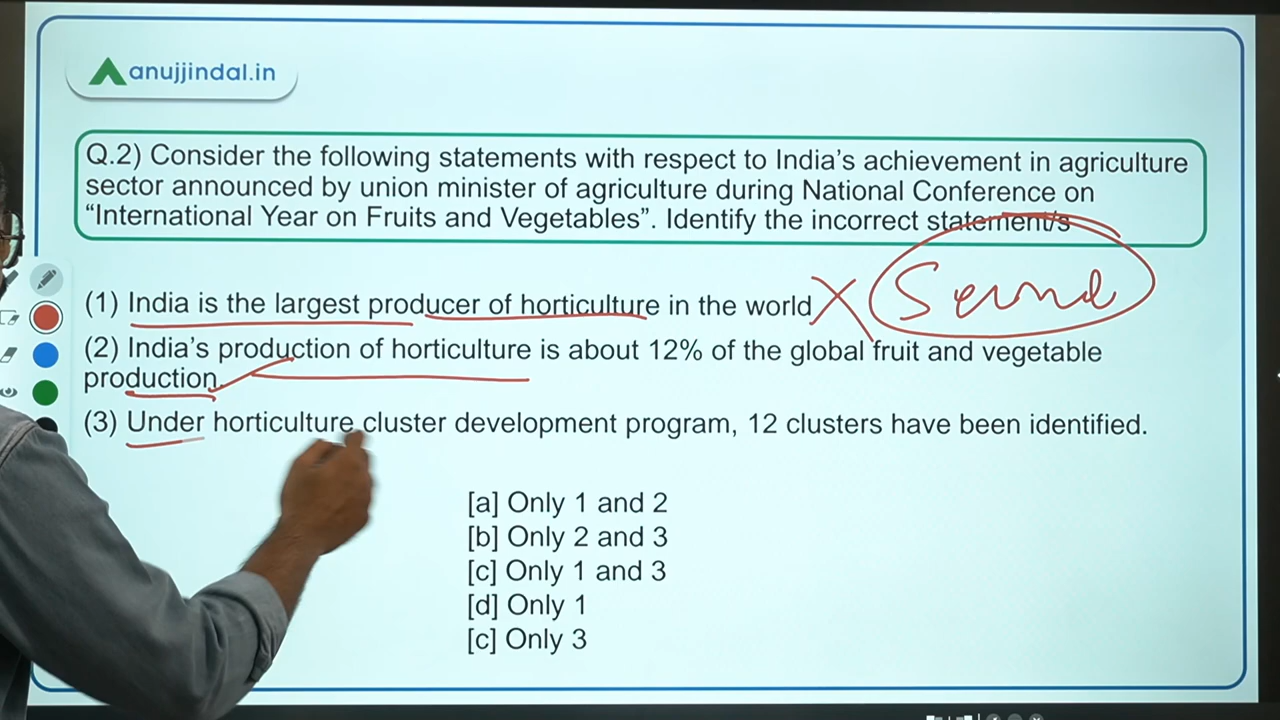 anujjindal.in
Q.2) Consider the following statements with respect to India's achievement in agriculture
sector announced by union minister of agriculture during National Conference on
“International Year on Fruits and Vegetables”. Identify the incorrect statement/s
(1) India is the largest producer of horticulture in the world
(2) India's production of horticulture is about 12% of the global fruit and vegetable
production.
(3) Under horticulture cluster development program, 12 clusters have been identified.
[a] Only 1 and 2
[b] Only 2 and 3
[c] Only 1 and 3
[d] Only 1
[c] Only 3